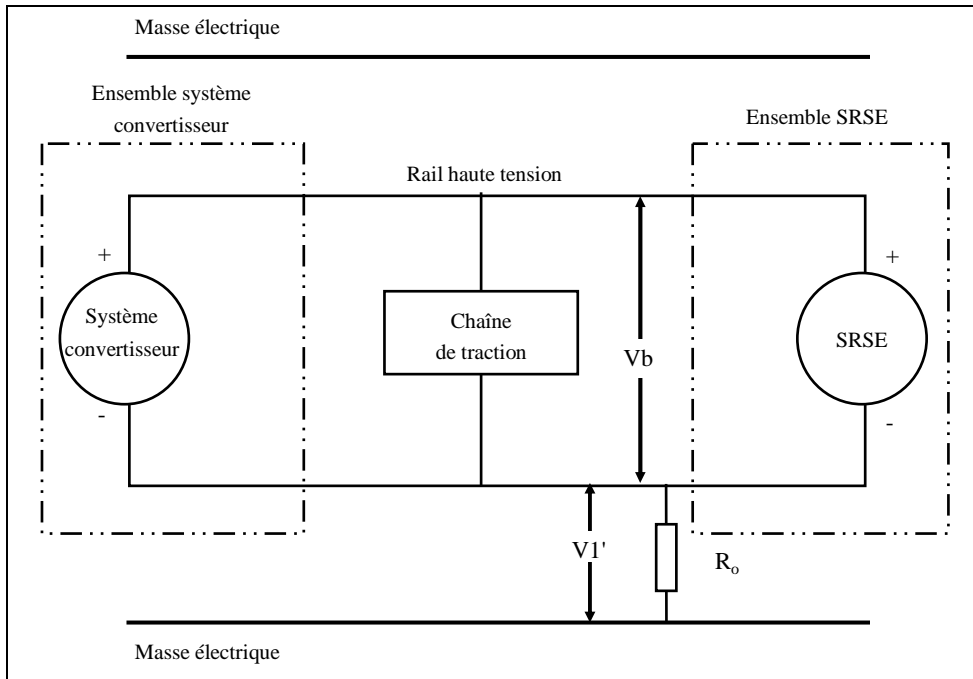 Masse électrique
Ensemble système
convertisseur
Ensemble SRSE
Rail haute tension
+
+
Système
convertisseur
Chaîne
de traction
Vb
SRSE
-
-
V1'
Ro
Masse électrique